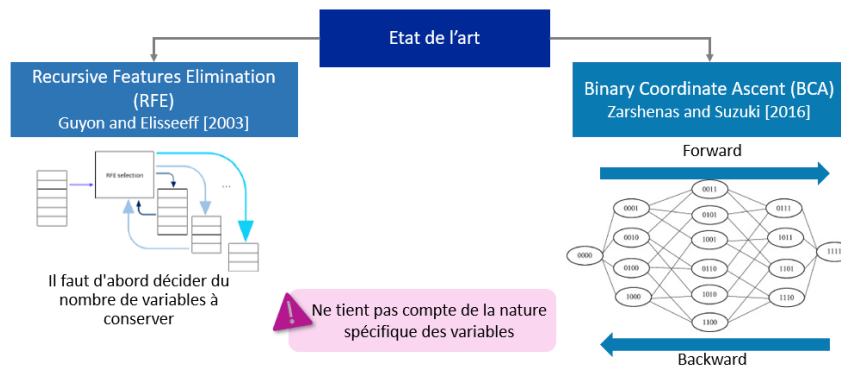 Etat de l'art
Recursive Features Elimination
(RFE)
Guyon and Elisseeff [2003]
RFE selection
...
Il faut d'abord décider du
nombre de variables à
conserver
Ne tient pas compte de la nature
spécifique des variables
Binary Coordinate Ascent (BCA)
Zarshenas and Suzuki [2016]
Forward
0000
0001
0010
0100
1000
0011
0101
1001
0110
1010
1100
0111
1011
1101
1110
1111
Backward